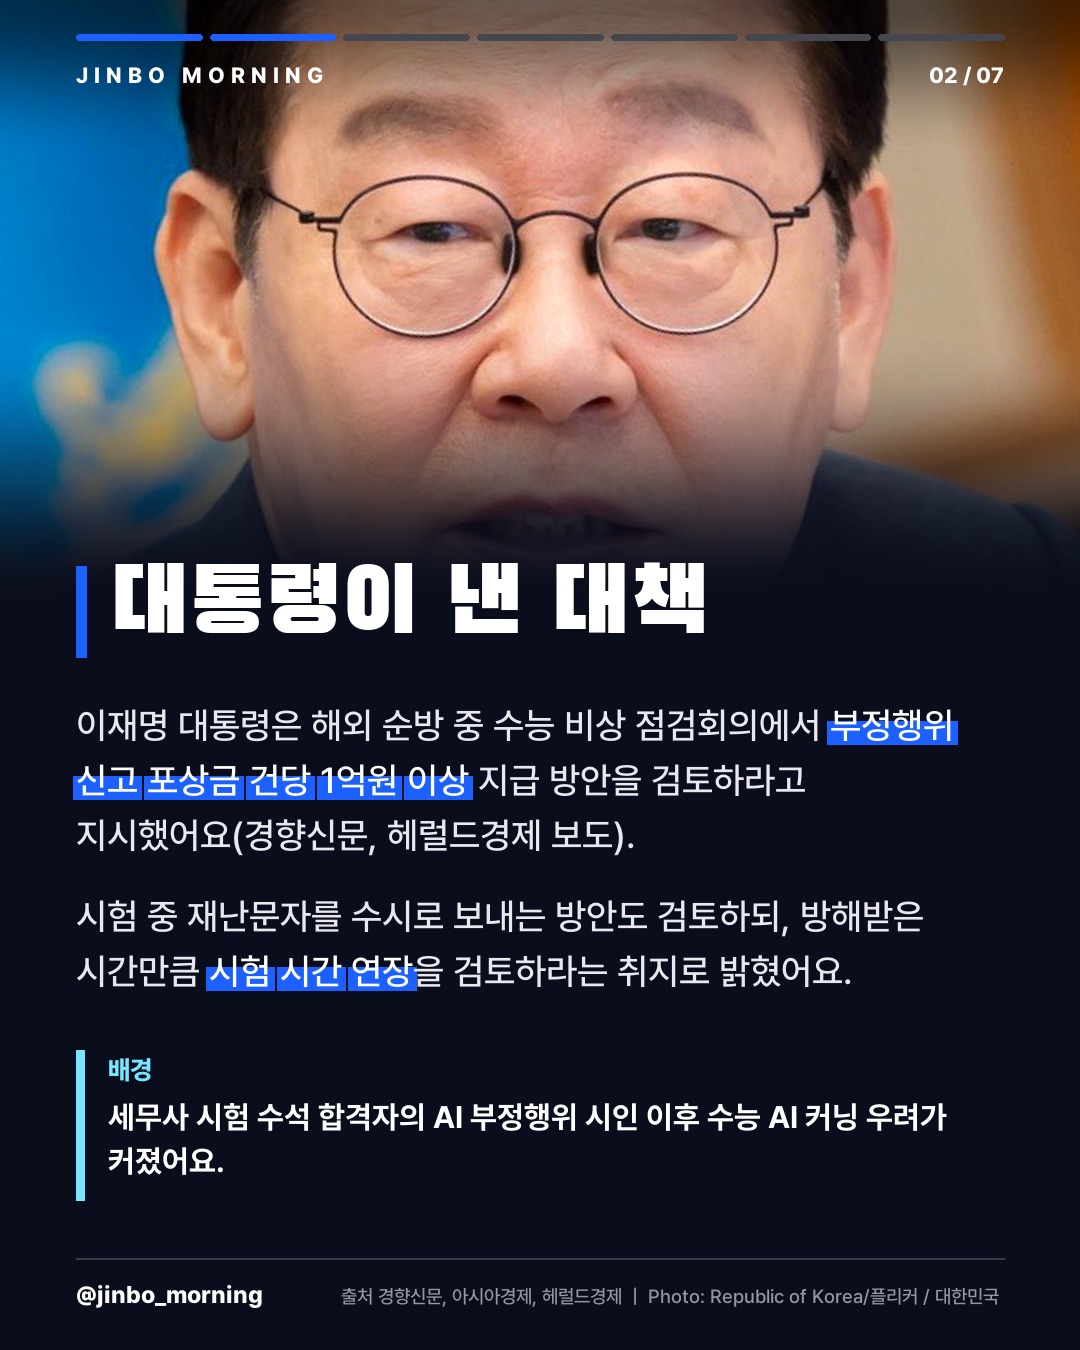 JINBO MORNING
02 / 07
대통령이 낸 대책
이재명 대통령은 해외 순방 중 수능 비상 점검회의에서 부정행위
신고 포상금 건당 1억원 이상 지급 방안을 검토하라고
지시했어요(경향신문, 헤럴드경제 보도).
시험 중 재난문자를 수시로 보내는 방안도 검토하되, 방해받은
시간만큼 시험 시간 연장을 검토하라는 취지로 밝혔어요.
배경
세무사 시험 수석 합격자의 AI 부정행위 시인 이후 수능 AI 커닝 우려가
커졌어요.
@jinbo_morning
출처 경향신문, 아시아경제, 헤럴드경제 | Photo: Republic of Korea/플리커 / 대한민국